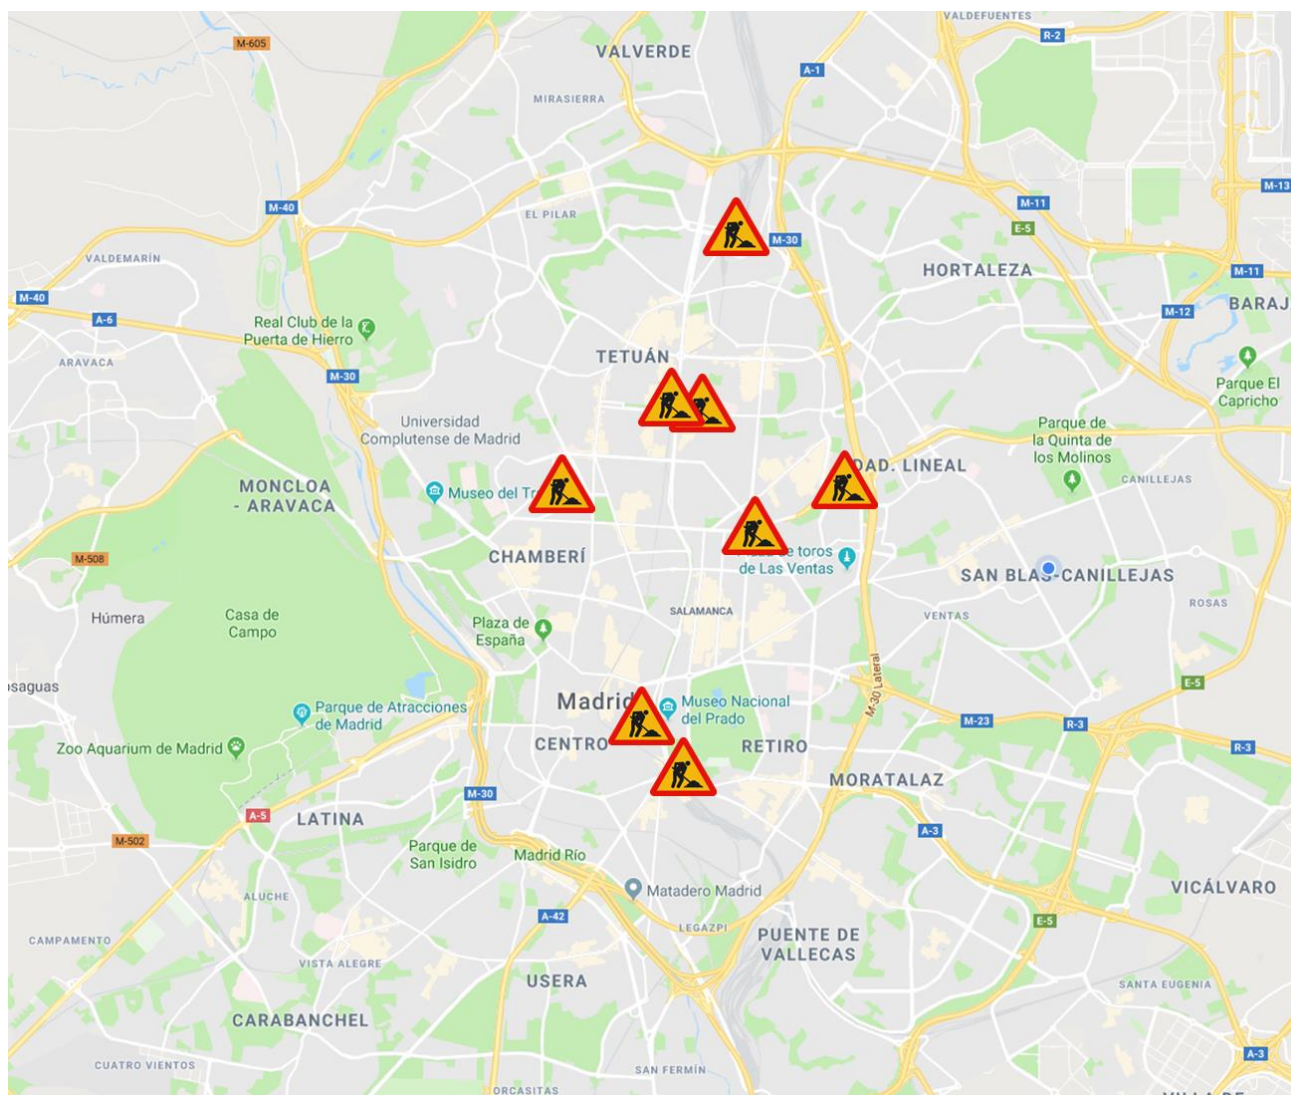 VALDEFUENTES
M-605
R-2
VALVERDE
A-1
MIRASIERRA
M-13
M-40
M-11
EL PILAR
E-5
M-30
VALDEMARÍN
HORTALEZA
M-11
M-40
BARAJ
M-12
A-6
Real Club de la
Puerta de Hierro
TETUÁN
ARAVACA
M-30
Parque El
Capricho
Universidad
Complutense de Madrid
Parque de
la Quinta de
los Molinos
DAD. LINEAL
CANILLEJAS
MONCLOA
- ARAVACA
Museo del Tr
M-508
CHAMBERÍ
de toros
de Las Ventas
SAN BLAS-CANILLEJAS
ROSAS
Húmera
Casa de
Campo
SALAMANCA
VENTAS
Plaza de
España
M-30 Lateral
osaguas
E-5
Madrid
Museo Nacional
del Prado
Parque de Atracciones
de Madrid
M-23
R-3
R-3
Zoo Aquarium de Madrid
CENTRO
RETIRO
MORATALAZ
M-30
A-5
LATINA
A-3
M-502
Parque de
San Isidro
Madrid Río
ALUCHE
Matadero Madrid
VICÁLVARO
A-42
E-5
LEGAZPI
CAMPAMENTO
PUENTE DE
VALLECAS
VISTA ALEGRE
USERA
SANTA EUGENIA
CARABANCHEL
A-3
CUATRO VIENTOS
SAN FERMÍN
ORCASITAS